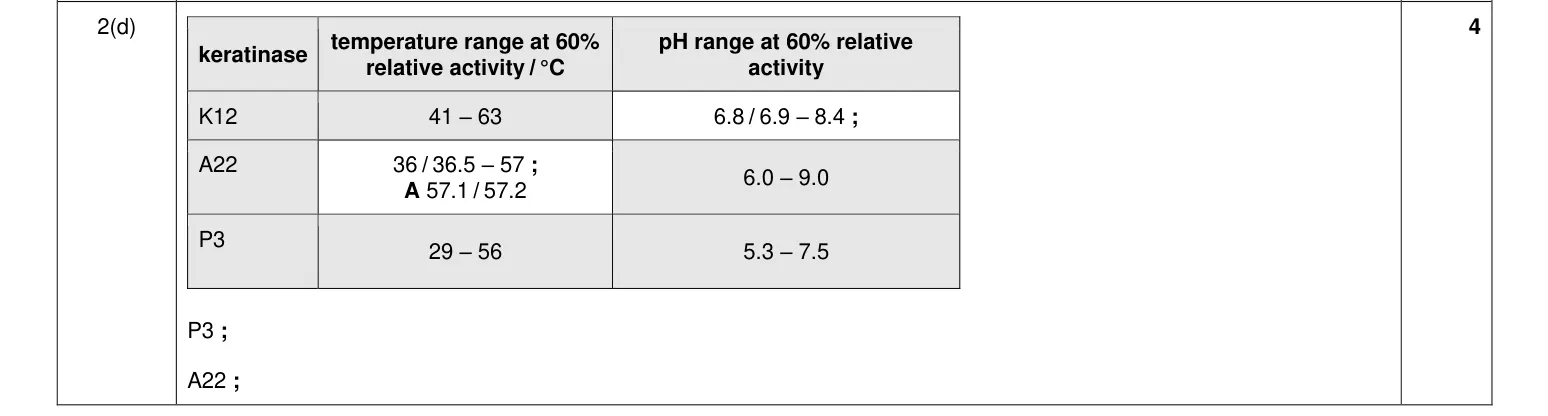 2(d)
4
keratinase
temperature range at 60%
relative activity / °C
pH range at 60% relative
activity
K12
41 – 63
6.8 / 6.9 – 8.4 ;
A22
36 / 36.5 – 57 ;
A 57.1 / 57.2
6.0 – 9.0
P3
29 – 56
5.3 – 7.5
P3 ;
A22 ;